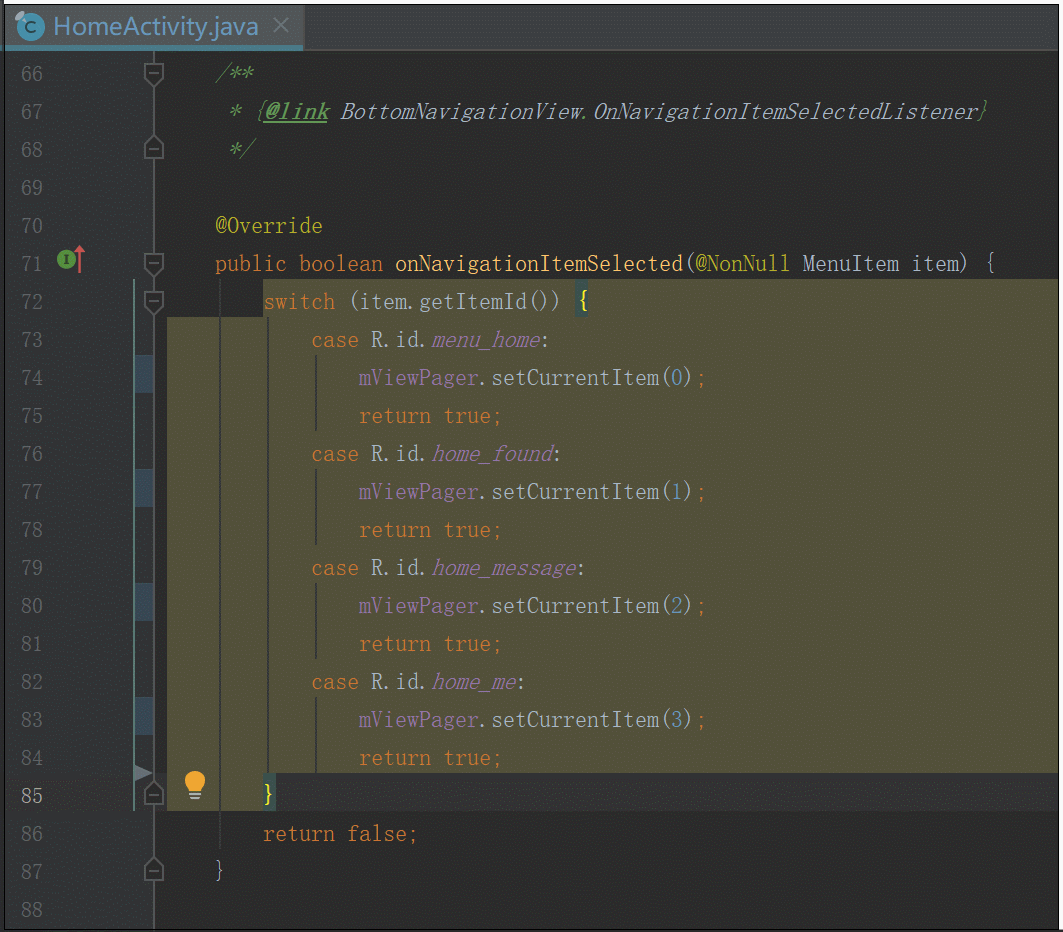 HomeActivity.java
66 /**
67 * {@link BottomNavigationView.OnNavigationItemSelectedListener}
68 */
69
70 @Override
71 public boolean onNavigationItemSelected(@NonNull MenuItem item) {
72 switch (item.getItemId()) {
73 case R.id.menu_home:
74 mViewPager.setCurrentItem(0);
75 return true;
76 case R.id.home_found:
77 mViewPager.setCurrentItem(1);
78 return true;
79 case R.id.home_message:
80 mViewPager.setCurrentItem(2);
81 return true;
82 case R.id.home_me:
83 mViewPager.setCurrentItem(3);
84 return true;
85 }
86 return false;
87 }
88